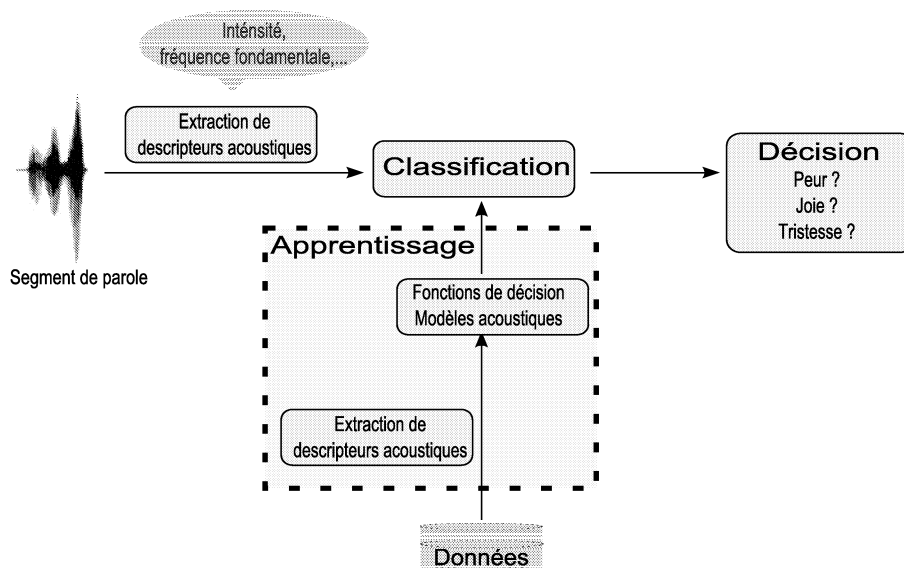 Inténsité,
fréquence fondamentale,...
Extraction de
descripteurs acoustiques
Segment de parole
Classification
Décision
Peur ?
Joie ?
Tristesse ?
Apprentissage
Fonctions de décision
Modèles acoustiques
Extraction de
descripteurs acoustiques
Données